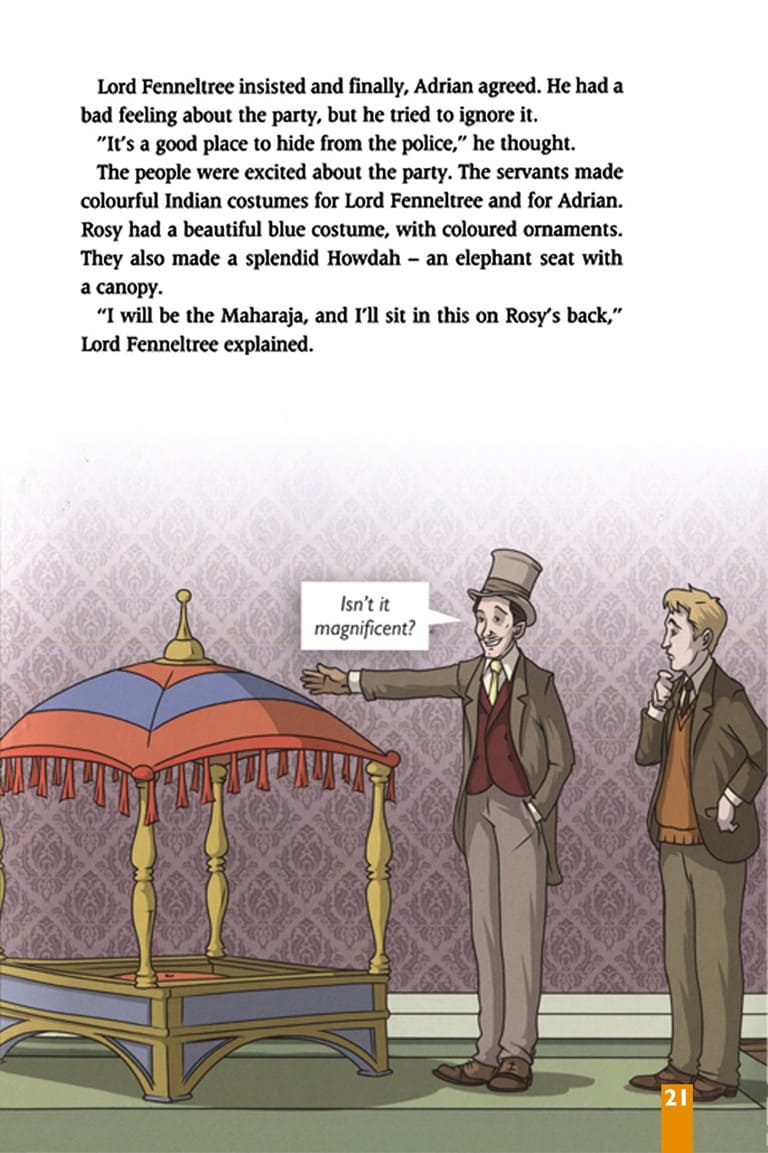 Lord Fenneltree insisted and finally, Adrian agreed. He had a
bad feeling about the party, but he tried to ignore it.
"It's a good place to hide from the police," he thought.
The people were excited about the party. The servants made
colourful Indian costumes for Lord Fenneltree and for Adrian.
Rosy had a beautiful blue costume, with coloured ornaments.
They also made a splendid Howdah – an elephant seat with
a canopy.
"I will be the Maharaja, and I'll sit in this on Rosy's back,"
Lord Fenneltree explained.
Isn't it
magnificent?
21